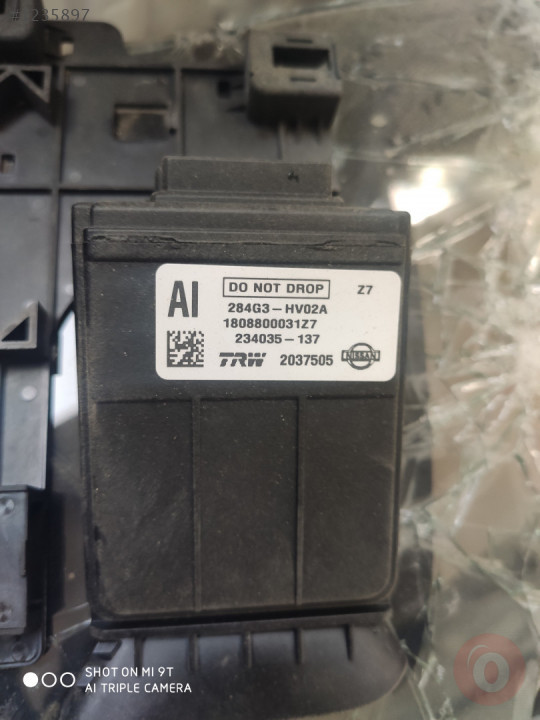 AI
DO NOT DROP
Z7
284G3-HV02A
1808800031Z7
234035-137
TRW 2037505 NISSAN
SHOT ON MI 9T
AI TRIPLE CAMERA